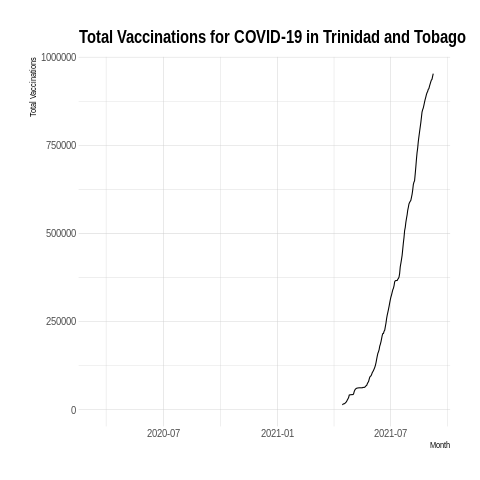 Total Vaccinations for COVID-19 in Trinidad and Tobago
Total Vaccinations
1000000
750000
500000
250000
0
2020-07 2021-01 2021-07
Month